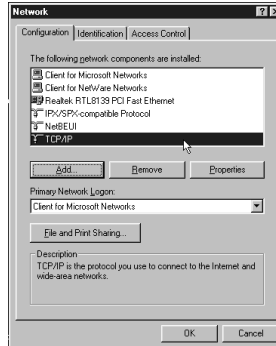 Network
Configuration Identification Access Control
The following network components are installed:
Client for Microsoft Networks
Client for NetWare Networks
Realtek RTL8139 PCI Fast Ethernet
IPX/SPX-compatible Protocol
NetBEUI
TCP/IP
Add... Remove Properties
Primary Network Logon:
Client for Microsoft Networks
File and Print Sharing...
Description
TCP/IP is the protocol you use to connect to the Internet and
wide-area networks.
OK Cancel